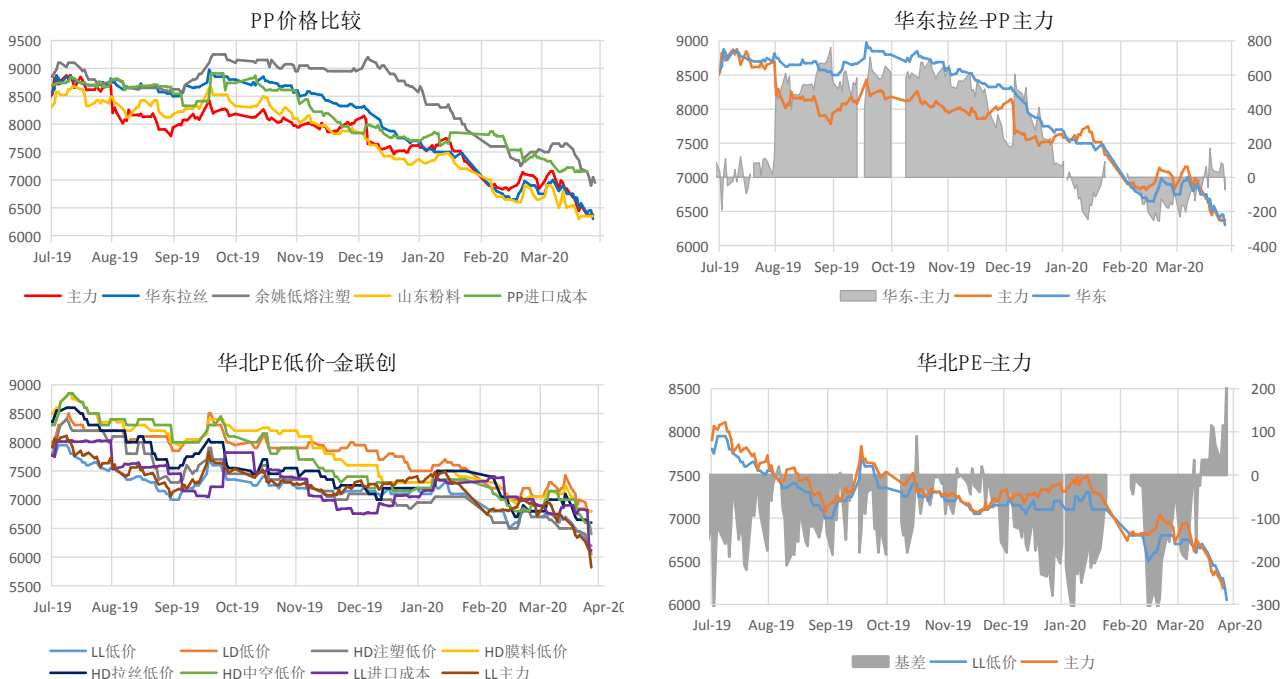 PP价格比较
9500
9000
8500
8000
7500
7000
6500
6000
Jul-19 Aug-19 Sep-19 Oct-19 Nov-19 Dec-19 Jan-20 Feb-20 Mar-20
主力 华东拉丝 余姚低熔注塑 山东粉料 PP进口成本
华东拉丝-PP主力
9000 800
8500 600
8000 400
7500 200
7000 0
6500 -200
6000 -400
Jul-19 Aug-19 Sep-19 Oct-19 Nov-19 Dec-19 Jan-20 Feb-20 Mar-20
华东-主力 主力 华东
华北PE低价-金联创
9000
8500
8000
7500
7000
6500
6000
5500
Jul-19 Aug-19 Sep-19 Oct-19 Nov-19 Dec-19 Jan-20 Feb-20 Mar-20 Apr-20
LL低价 LD低价 HD注塑低价 HD膜料低价
HD拉丝低价 HD中空低价 LL进口成本 LL主力
华北PE-主力
8500 200
8000 100
7500 0
7000 -100
6500 -200
6000 -300
Jul-19 Aug-19 Sep-19 Oct-19 Nov-19 Dec-19 Jan-20 Feb-20 Mar-20 Apr-20
基差 LL低价 主力